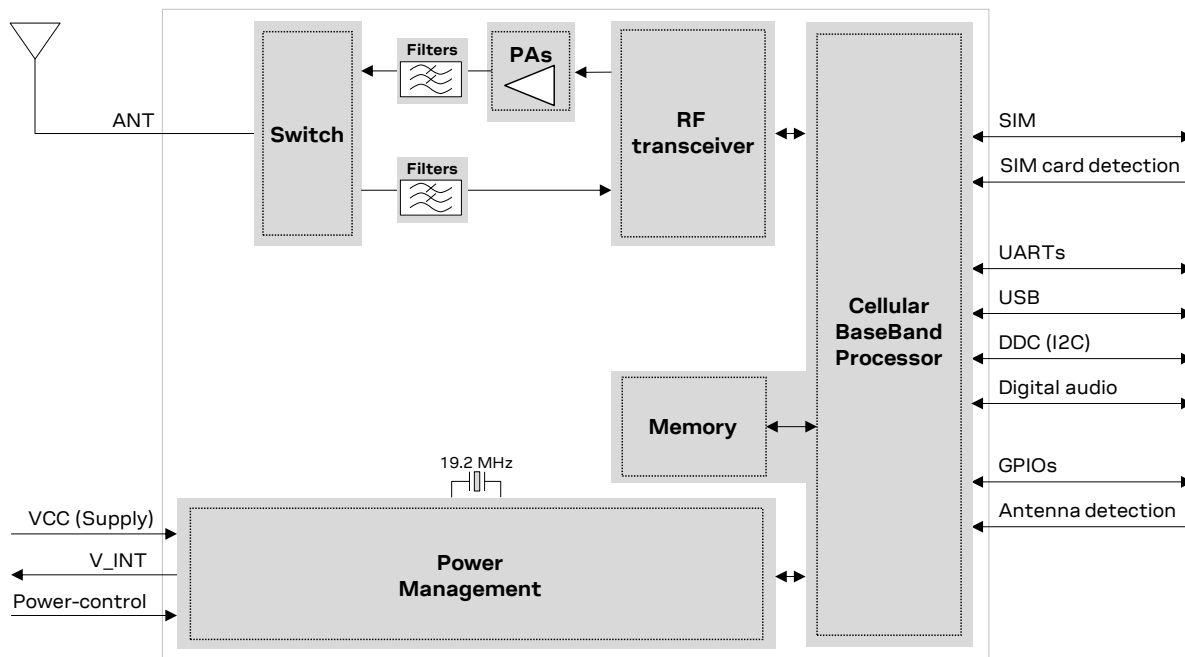 Filters
PAs
ANT
Switch
RF
transceiver
SIM
SIM card detection
Filters
UARTs
USB
Cellular
BaseBand
Processor
DDC (I2C)
Digital audio
Memory
19.2 MHz
GPIOs
Antenna detection
VCC (Supply)
V_INT
Power
Management
Power-control